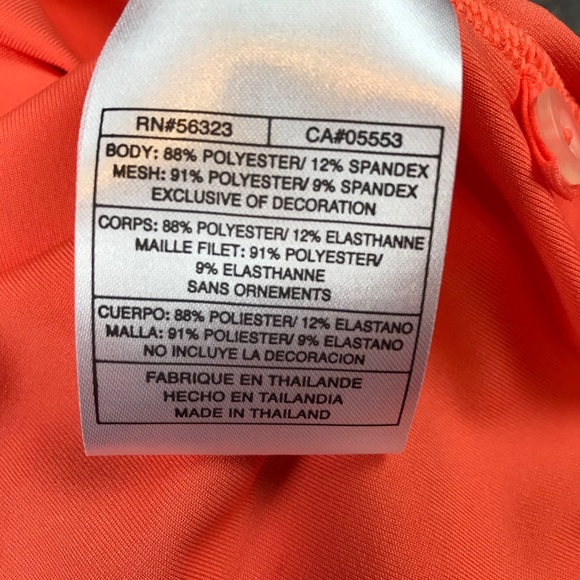 RN#56323 CA#05553
BODY: 88% POLYESTER/ 12% SPANDEX
MESH: 91% POLYESTER/ 9% SPANDEX
EXCLUSIVE OF DECORATION
CORPS: 88% POLYESTER/ 12% ELASTHANNE
MAILLE FILET: 91% POLYESTER/
9% ELASTHANNE
SANS ORNEMENTS
CUERPO: 88% POLIESTER/ 12% ELASTANO
MALLA: 91% POLIESTER/ 9% ELASTANO
NO INCLUYE LA DECORACION
FABRIQUE EN THAILANDE
HECHO EN TAILANDIA
MADE IN THAILAND